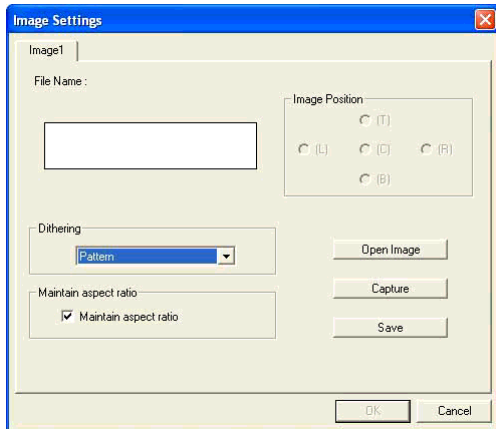 Image Settings
Image1
File Name :
Image Position
(T)
(L) (C) (R)
(B)
Dithering
Pattern
Open Image
Maintain aspect ratio
Capture
Maintain aspect ratio
Save
OK Cancel